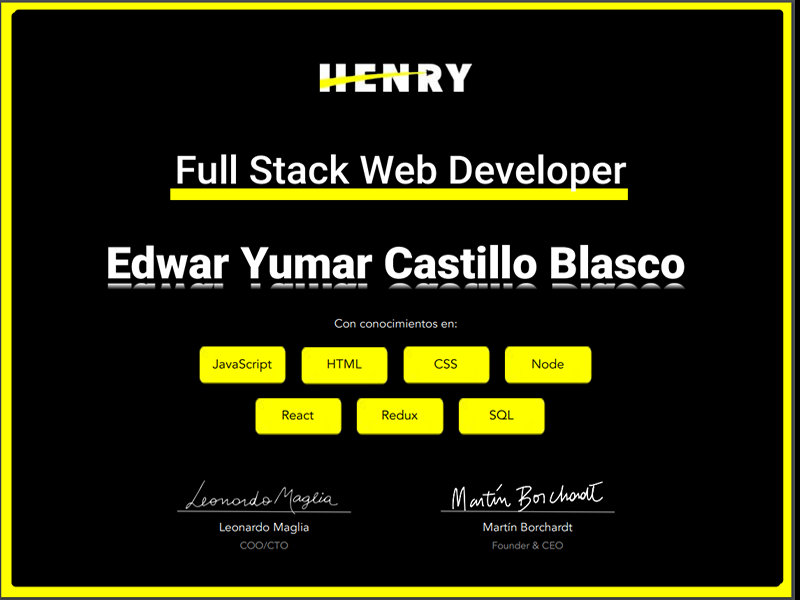 HENRY
Full Stack Web Developer
Edwar Yumar Castillo Blasco
Con conocimientos en:
JavaScript HTML CSS Node
React Redux SQL
Leonardo Maglia Martín Borchardt
Leonardo Maglia Martín Borchardt
COO/CTO Founder & CEO